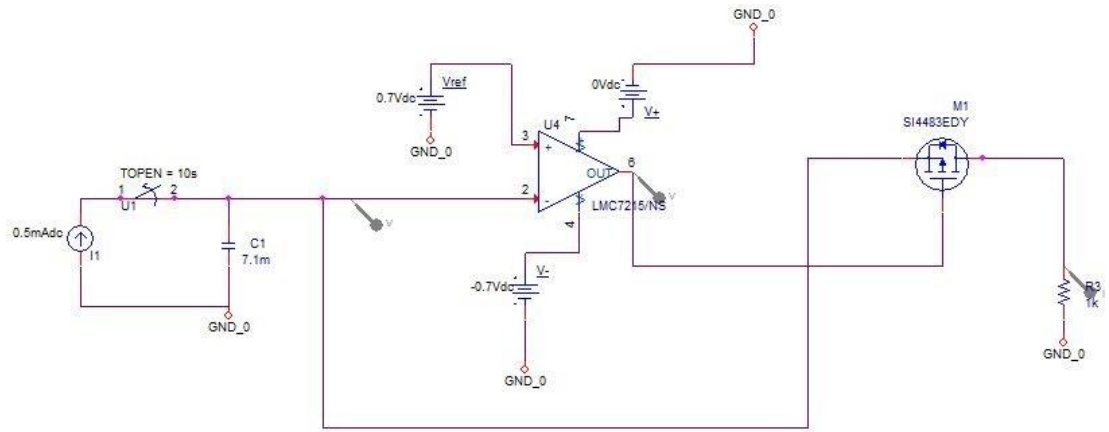 GND_0
0.7Vdc
Vref
GND_0
0Vdc
V+
7
U4
3
+
2
-
OUT
6
LMC7215/NS
4
M1
SI4483EDY
TOPEN = 10s
1
2
U1
V
V
0.5mAdc
I1
C1
7.1m
GND_0
-0.7Vdc
V-
GND_0
R3
1k
GND_0